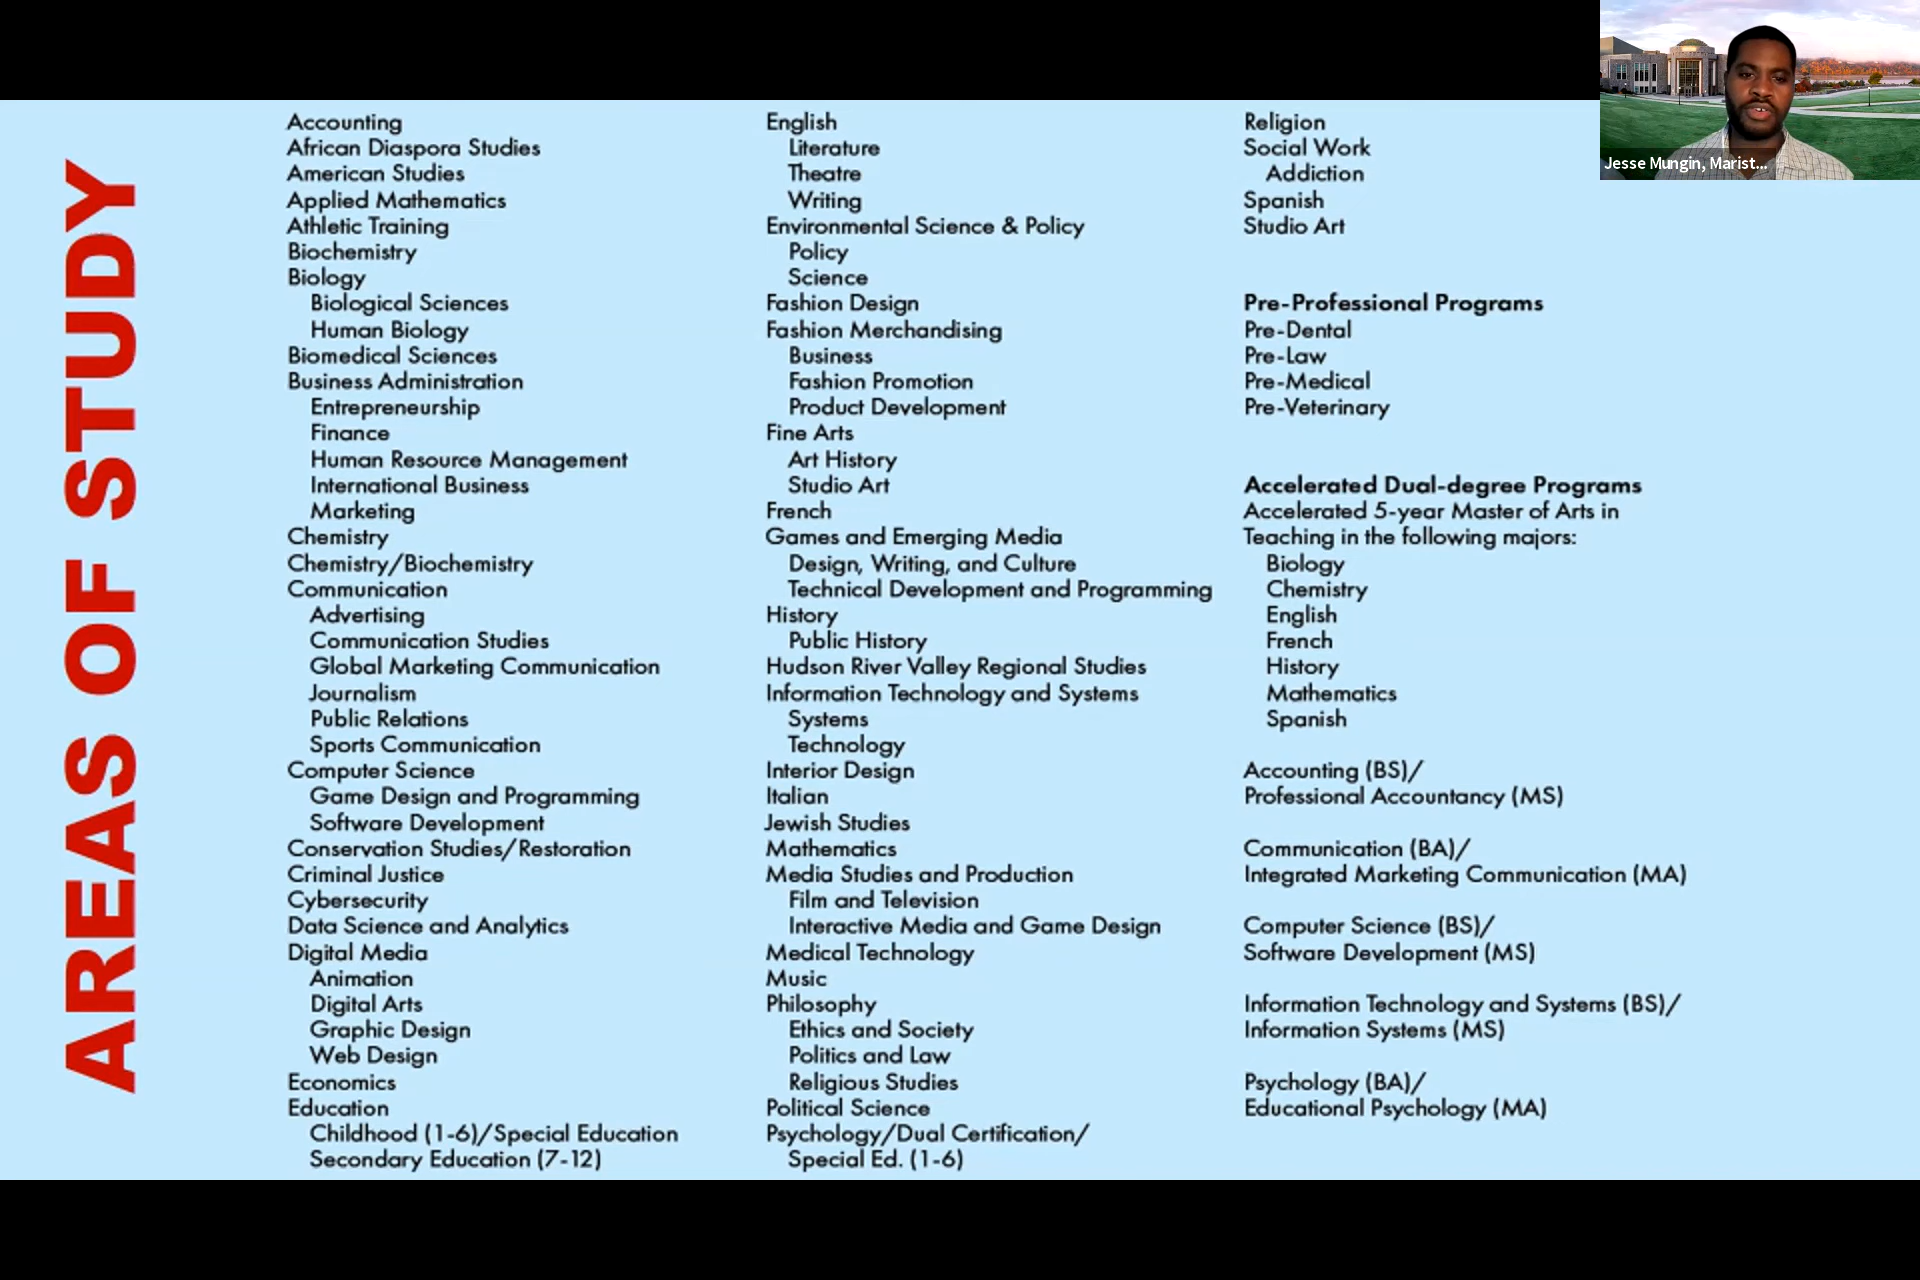 AREAS OF STUDY
Accounting
African Diaspora Studies
American Studies
Applied Mathematics
Athletic Training
Biochemistry
Biology
Biological Sciences
Human Biology
Biomedical Sciences
Business Administration
Entrepreneurship
Finance
Human Resource Management
International Business
Marketing
Chemistry
Chemistry/Biochemistry
Communication
Advertising
Communication Studies
Global Marketing Communication
Journalism
Public Relations
Sports Communication
Computer Science
Game Design and Programming
Software Development
Conservation Studies/Restoration
Criminal Justice
Cybersecurity
Data Science and Analytics
Digital Media
Animation
Digital Arts
Graphic Design
Web Design
Economics
Education
Childhood (1-6)/Special Education
Secondary Education (7-12)
English
Literature
Theatre
Writing
Environmental Science & Policy
Policy
Science
Fashion Design
Fashion Merchandising
Business
Fashion Promotion
Product Development
Fine Arts
Art History
Studio Art
French
Games and Emerging Media
Design, Writing, and Culture
Technical Development and Programming
History
Public History
Hudson River Valley Regional Studies
Information Technology and Systems
Systems
Technology
Interior Design
Italian
Jewish Studies
Mathematics
Media Studies and Production
Film and Television
Interactive Media and Game Design
Medical Technology
Music
Philosophy
Ethics and Society
Politics and Law
Religious Studies
Political Science
Psychology/Dual Certification/
Special Ed. (1-6)
Religion
Social Work
Addiction
Spanish
Studio Art
Pre-Professional Programs
Pre-Dental
Pre-Law
Pre-Medical
Pre-Veterinary
Accelerated Dual-degree Programs
Accelerated 5-year Master of Arts in
Teaching in the following majors:
Biology
Chemistry
English
French
History
Mathematics
Spanish
Accounting (BS)/
Professional Accountancy (MS)
Communication (BA)/
Integrated Marketing Communication (MA)
Computer Science (BS)/
Software Development (MS)
Information Technology and Systems (BS)/
Information Systems (MS)
Psychology (BA)/
Educational Psychology (MA)
Jesse Mungin, Marist...